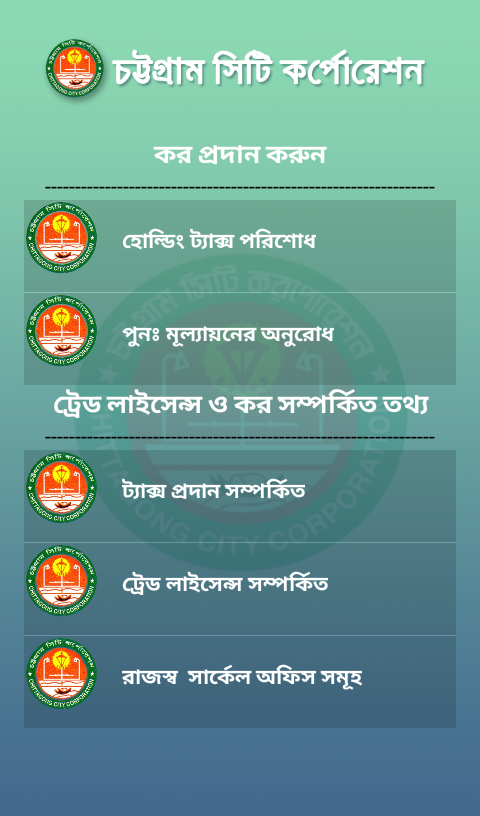 চট্টগ্রাম সিটি কর্পোরেশন
কর প্রদান করুন
হোল্ডিং ট্যাক্স পরিশোধ
পুনঃ মূল্যায়নের অনুরোধ
ট্রেড লাইসেন্স ও কর সম্পর্কিত তথ্য
ট্যাক্স প্রদান সম্পর্কিত
ট্রেড লাইসেন্স সম্পর্কিত
রাজস্ব সার্কেল অফিস সমূহ